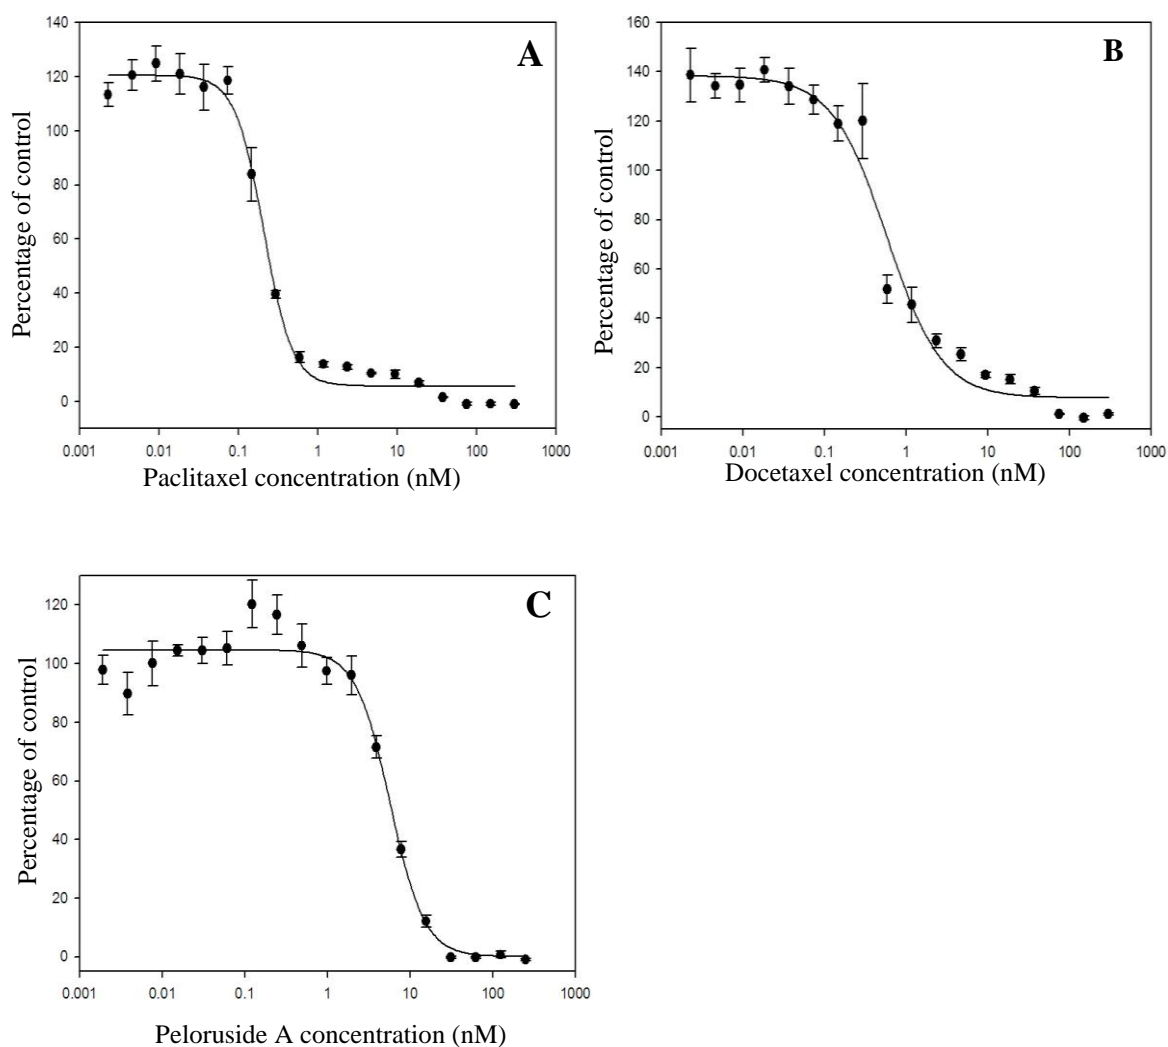 A
Percentage of control
140
120
100
80
60
40
20
0
0.001 0.01 0.1 1 10 100 1000
Paclitaxel concentration (nM)
B
Percentage of control
160
140
120
100
80
60
40
20
0
0.001 0.01 0.1 1 10 100 1000
Docetaxel concentration (nM)
C
Percentage of control
120
100
80
60
40
20
0
0.001 0.01 0.1 1 10 100 1000
Peloruside A concentration (nM)